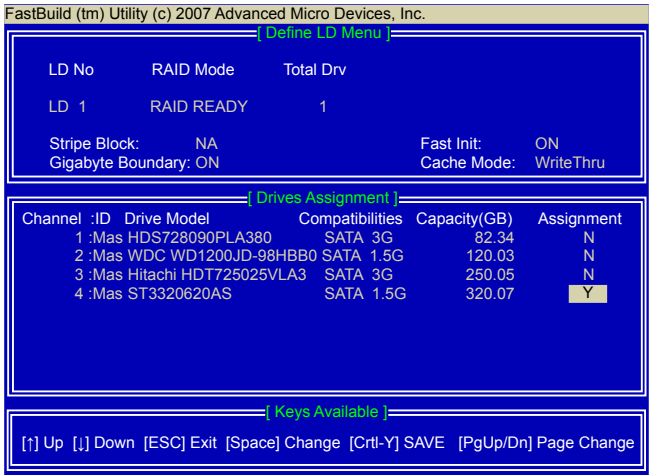 FastBuild (tm) Utility (c) 2007 Advanced Micro Devices, Inc.
[ Define LD Menu ]
LD No RAID Mode Total Drv
LD 1 RAID READY 1
Stripe Block: NA Fast Init: ON
Gigabyte Boundary: ON Cache Mode: WriteThru
[ Drives Assignment ]
Channel :ID Drive Model Compatibilities Capacity(GB) Assignment
1 :Mas HDS728090PLA380 SATA 3G 82.34 N
2 :Mas WDC WD1200JD-98HBB0 SATA 1.5G 120.03 N
3 :Mas Hitachi HDT725025VLA3 SATA 3G 250.05 N
4 :Mas ST3320620AS SATA 1.5G 320.07 Y
[ Keys Available ]
[↑] Up [↓] Down [ESC] Exit [Space] Change [Crtl-Y] SAVE [PgUp/Dn] Page Change